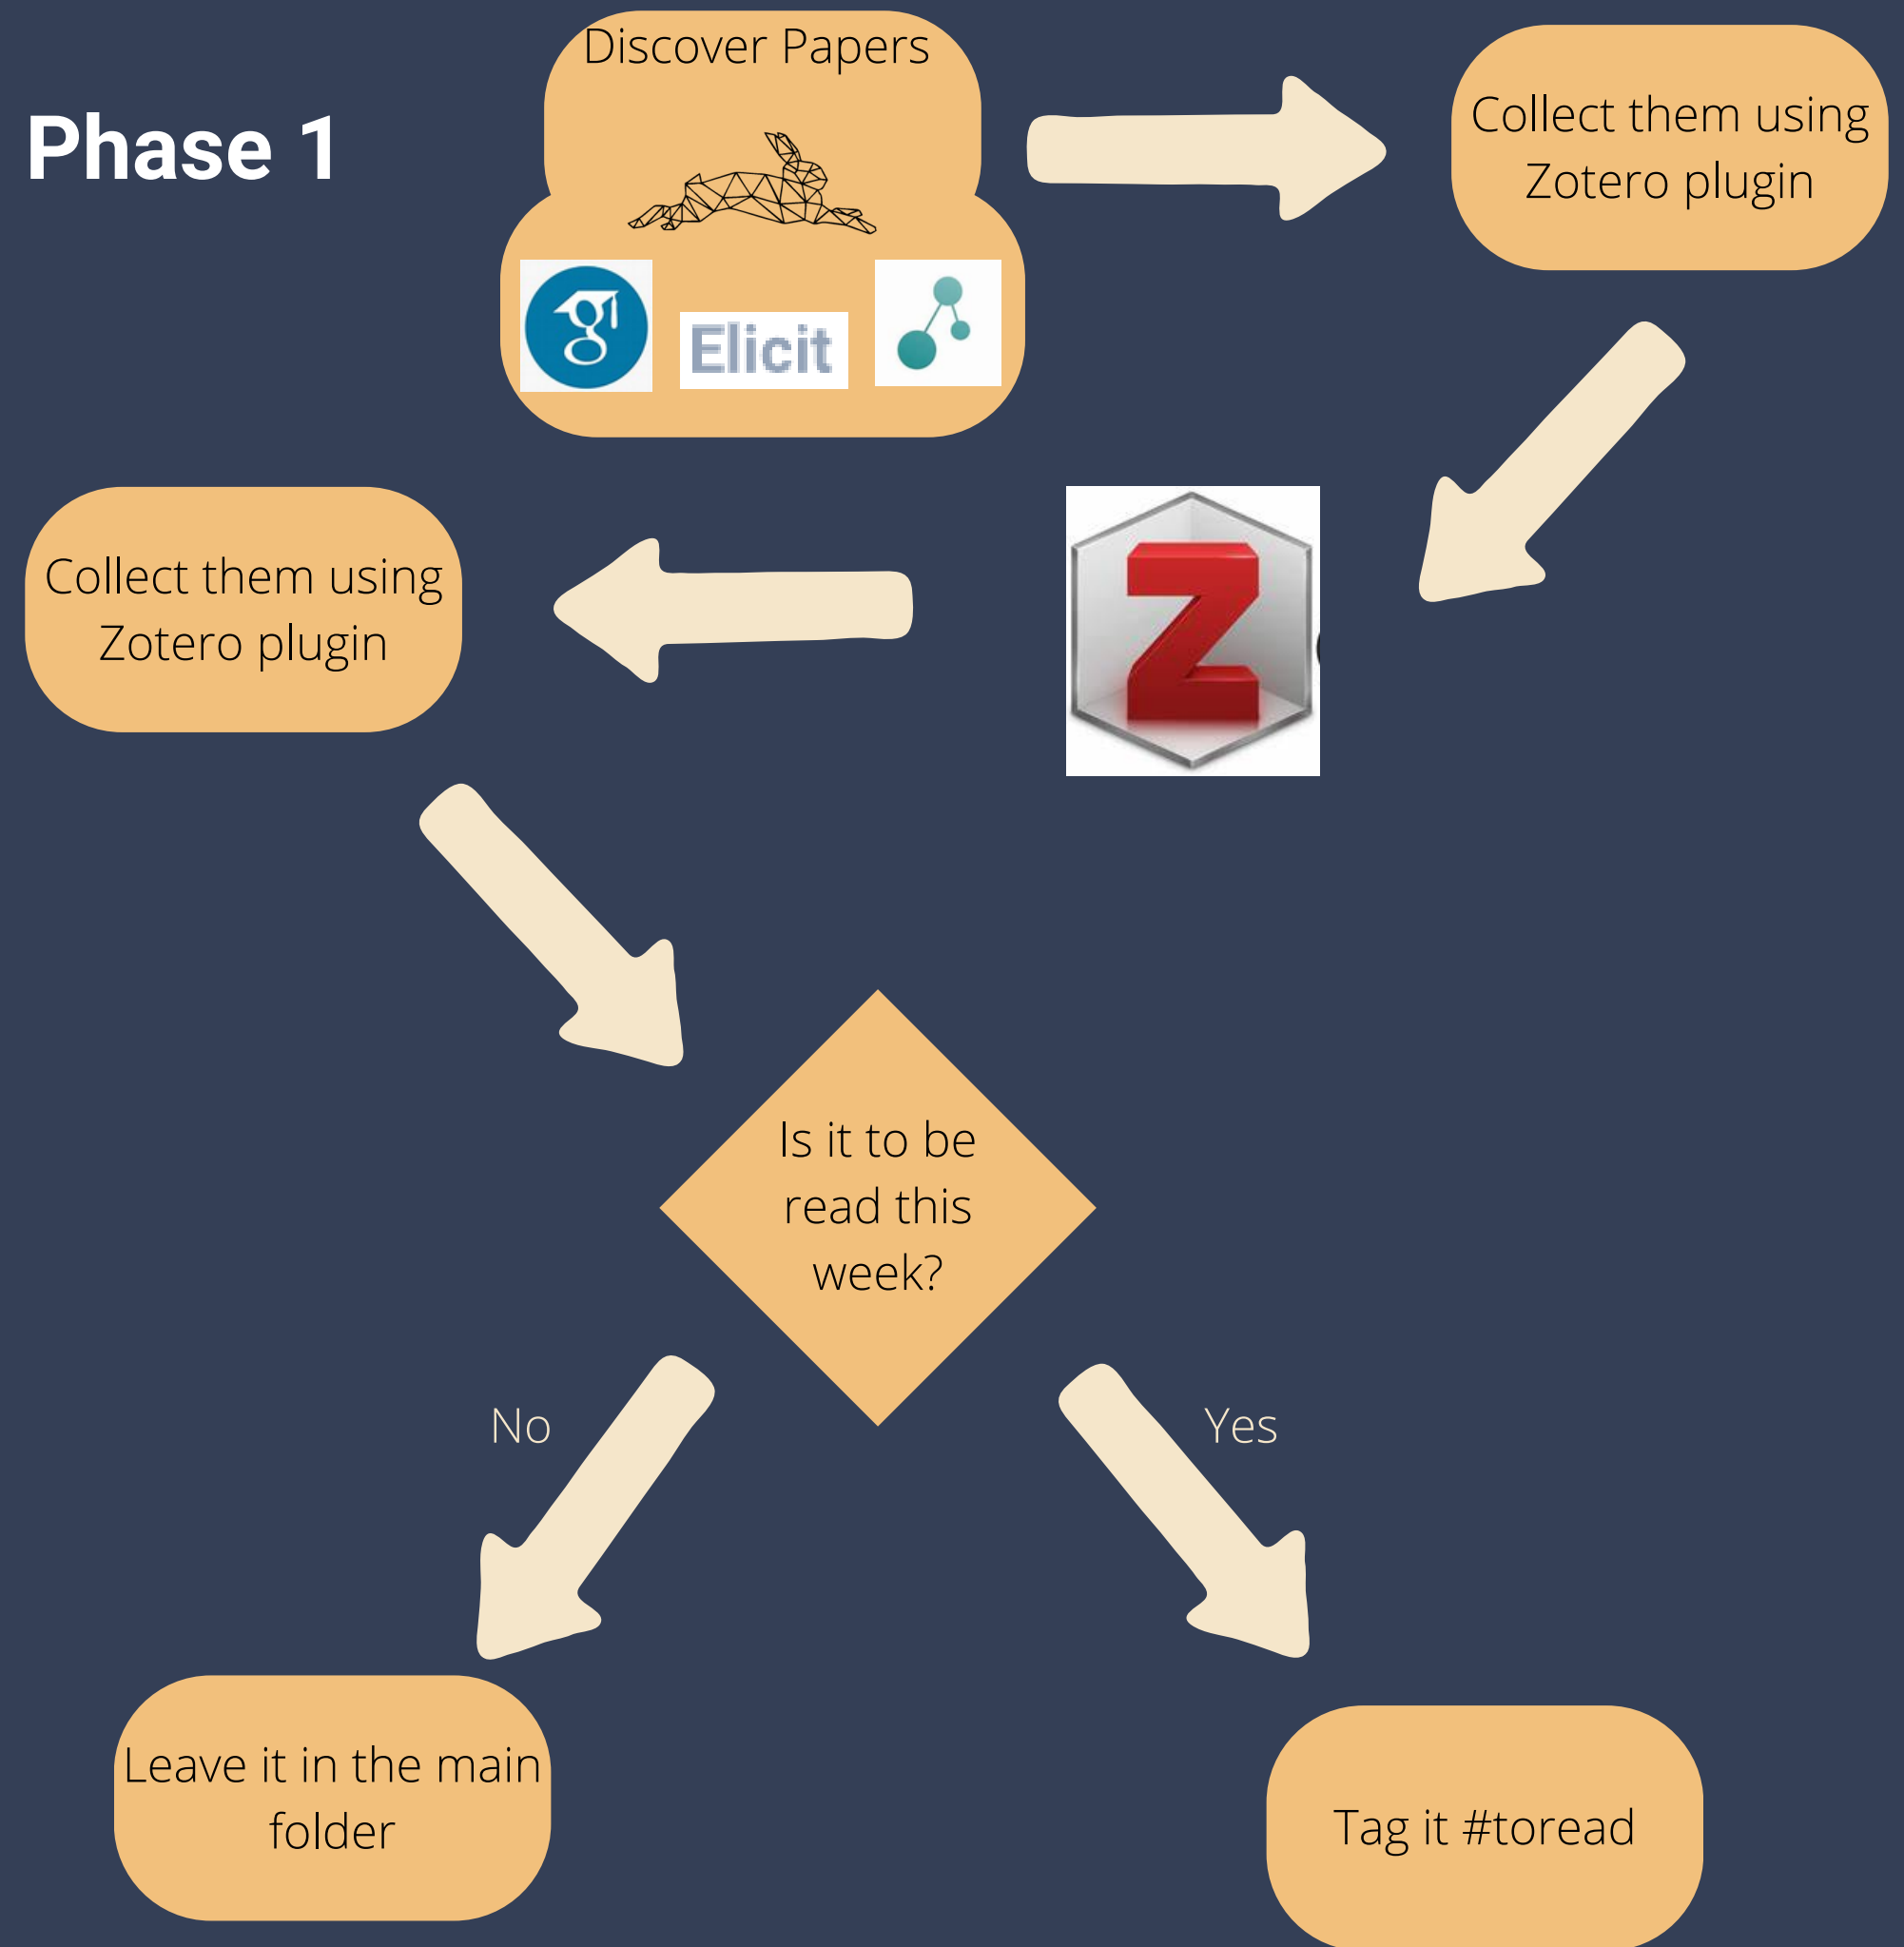 Phase 1
Discover Papers
Elicit
Collect them using
Zotero plugin
Z
Collect them using
Zotero plugin
Is it to be
read this
week?
No
Yes
Leave it in the main
folder
Tag it #toread